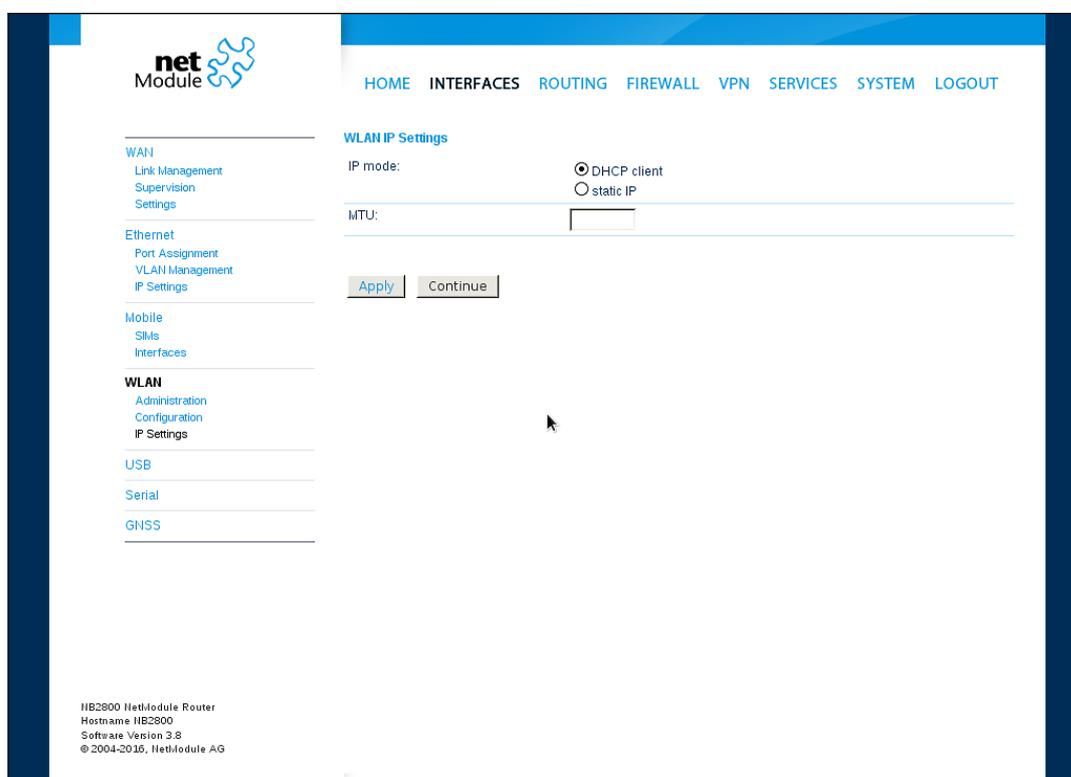 net
Module
HOME INTERFACES ROUTING FIREWALL VPN SERVICES SYSTEM LOGOUT
WAN
Link Management
Supervision
Settings
Ethernet
Port Assignment
VLAN Management
IP Settings
Mobile
SIMs
Interfaces
WLAN
Administration
Configuration
IP Settings
USB
Serial
GNSS
WLAN IP Settings
IP mode:
DHCP client
static IP
MTU:
Apply Continue
NB2800 NetModule Router
Hostname NB2800
Software Version 3.8
© 2004-2016, NetModule AG